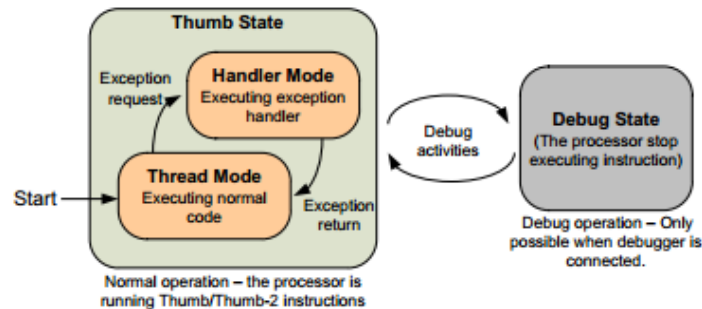 Thumb State
Handler Mode
Executing exception
handler
Exception
request
Thread Mode
Executing normal
code
Exception
return
Start
Debug
activities
Debug State
(The processor stop
executing instruction)
Debug operation – Only
possible when debugger is
connected.
Normal operation – the processor is
running Thumb/Thumb-2 instructions